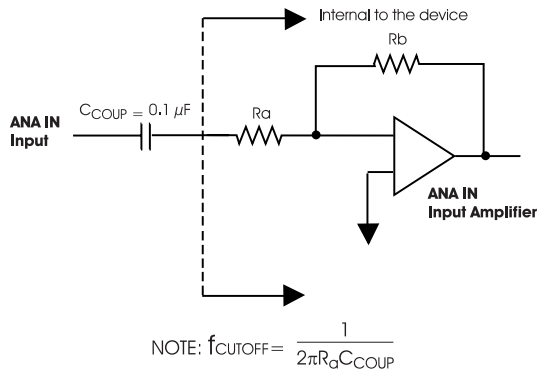 Internal to the device
Rb
CCOUP = 0.1 µF
Ra
ANA IN
Input
ANA IN
Input Amplifier
NOTE: fCUTOFF = 1
2πRaCCOUP